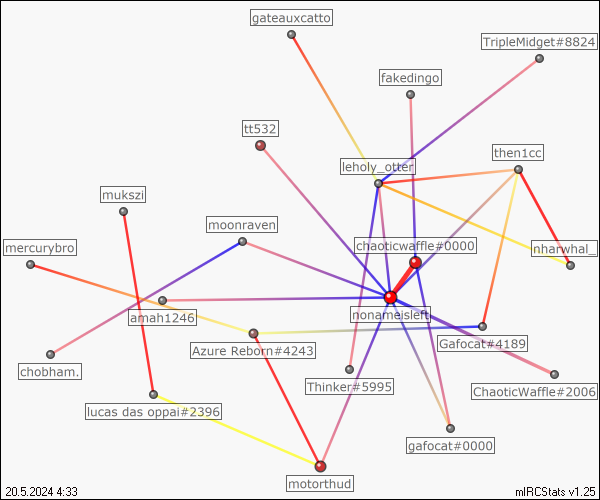 gateauxcatto
TripleMidget#8824
fakedingo
tt532
then1cc
leholy_otter
mukszi
moonraven
chaoticwaffle#0000
mercurybro
nharwhal_
amah1246
nonameisleft
Azure Reborn#4243
Gafocat#4189
chobham.
Thinker#5995
ChaoticWaffle#2006
lucas das oppai#2396
gafocat#0000
motorthud
20.5.2024 4:33
mIRCStats v1.25